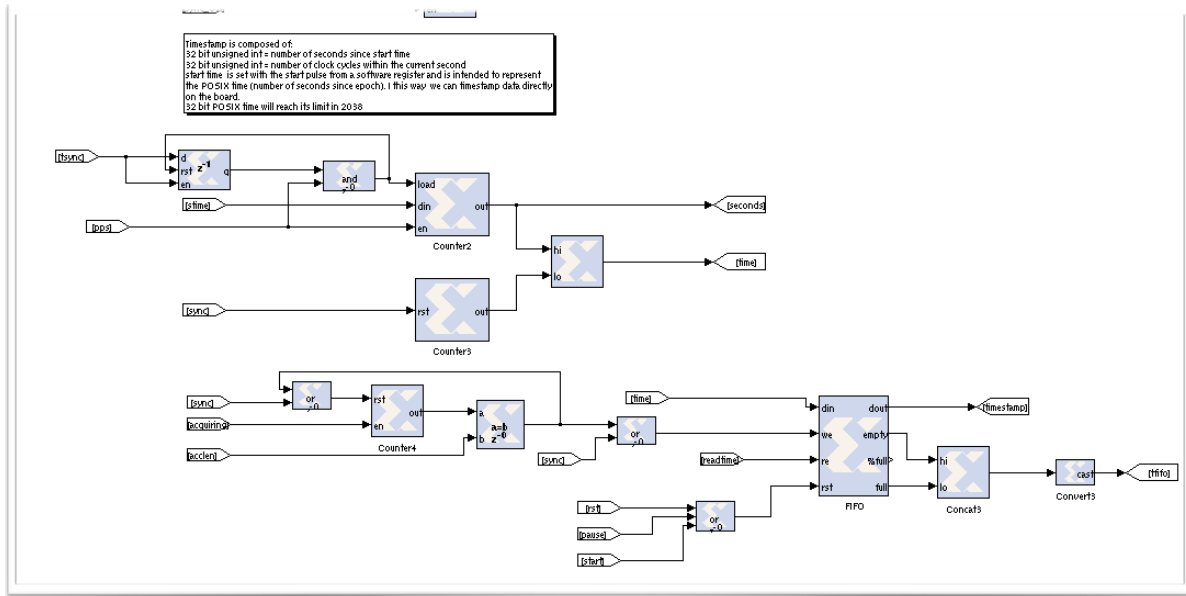 Timestamp is composed of:
32 bit unsigned int = number of seconds since start time
32 bit unsigned int = number of clock cycles within the current second
start time is set with the start pulse from a software register and is intended to represent
the POSIX time (number of seconds since epoch). I this way we can timestamp data directly
on the board.
32 bit POSIX time will reach its limit in 2038
d
rst
en
z-1
q
and
z-0
[stime]
[pps]
load
din
en
out
Counter2
[seconds]
hi
lo
[time]
[sync]
rst
out
Counter3
[sync]
[acquiring]
[acclen]
or
z-0
rst
en
out
Counter4
a
b
a=b
z-0
[time]
[sync]
or
z-0
[readtime]
[rst]
[pause]
[start]
or
z-0
din
we
re
rst
dout
empty
%full
full
FIFO
[timestamp]
hi
lo
Concat3
cast
Convert3